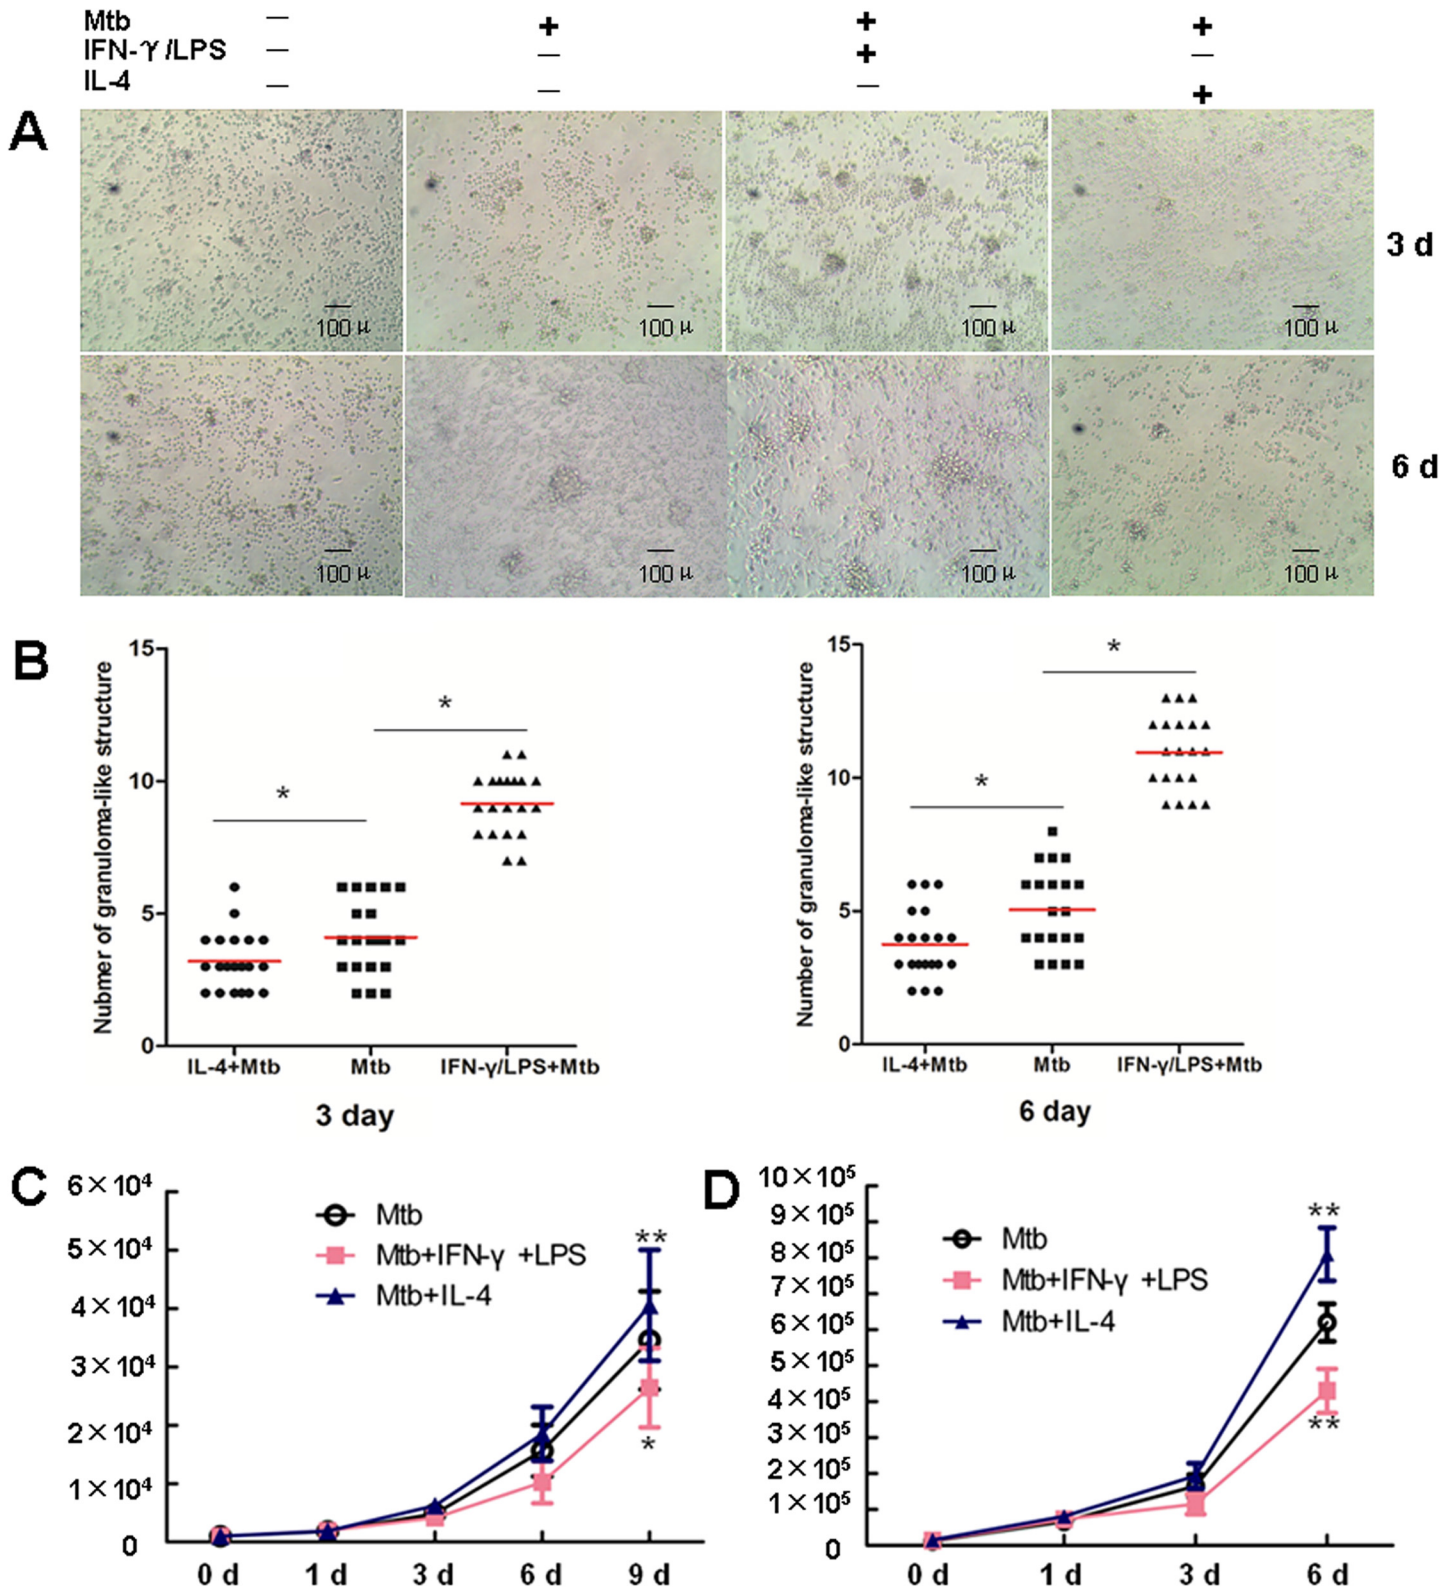 Mtb — + + +
IFN-γ/LPS — — + —
IL-4 — — — +
A
3 d
100 μ 100 μ 100 μ 100 μ
6 d
100 μ 100 μ 100 μ 100 μ
B
Nubmer of granuloma-like structure
15
10
5
0
* *
IL-4+Mtb Mtb IFN-γ/LPS+Mtb
3 day
Number of granuloma-like structure
15
10
5
0
* *
IL-4+Mtb Mtb IFN-γ/LPS+Mtb
6 day
C
6×10⁴
5×10⁴
4×10⁴
3×10⁴
2×10⁴
1×10⁴
0
Mtb
Mtb+IFN-γ +LPS
Mtb+IL-4
**
*
0 d 1 d 3 d 6 d 9 d
D
10×10⁵
9×10⁵
8×10⁵
7×10⁵
6×10⁵
5×10⁵
4×10⁵
3×10⁵
2×10⁵
1×10⁵
0
Mtb
Mtb+IFN-γ +LPS
Mtb+IL-4
**
**
0 d 1 d 3 d 6 d